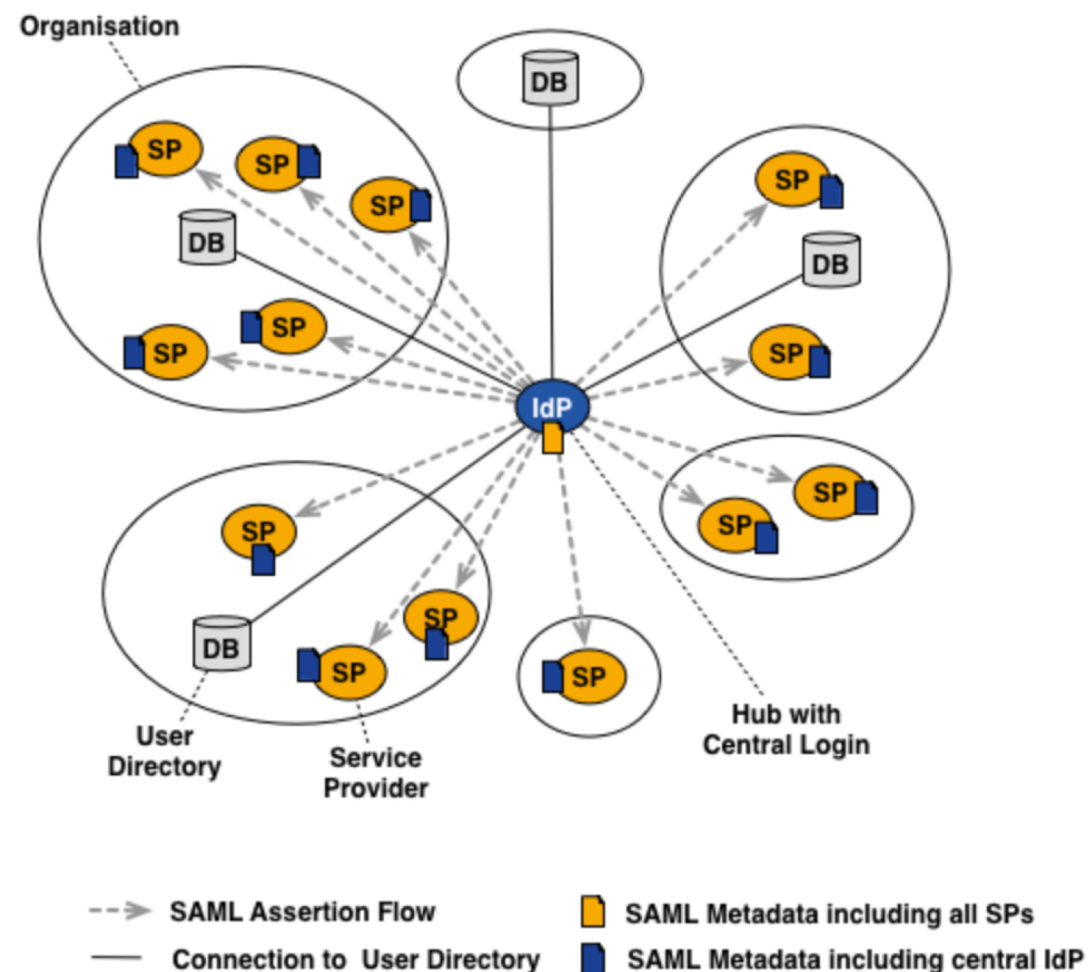 Organisation
DB
SP
SP
SP
SP
DB
DB
SP
SP
SP
IdP
SP
SP
SP
SP
DB
SP
SP
User
Directory
Service
Provider
Hub with
Central Login
SAML Assertion Flow
SAML Metadata including all SPs
Connection to User Directory
SAML Metadata including central IdP